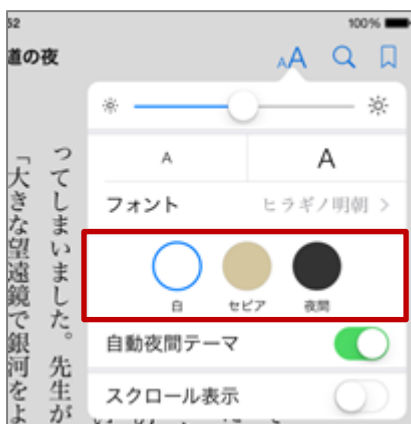 52
100%
道の夜
AA
A
A
フォント
ヒラギノ明朝 >
白
セピア
夜間
自動夜間テーマ
スクロール表示
ってしまいました。先生が
「大きな望遠鏡で銀河をよ